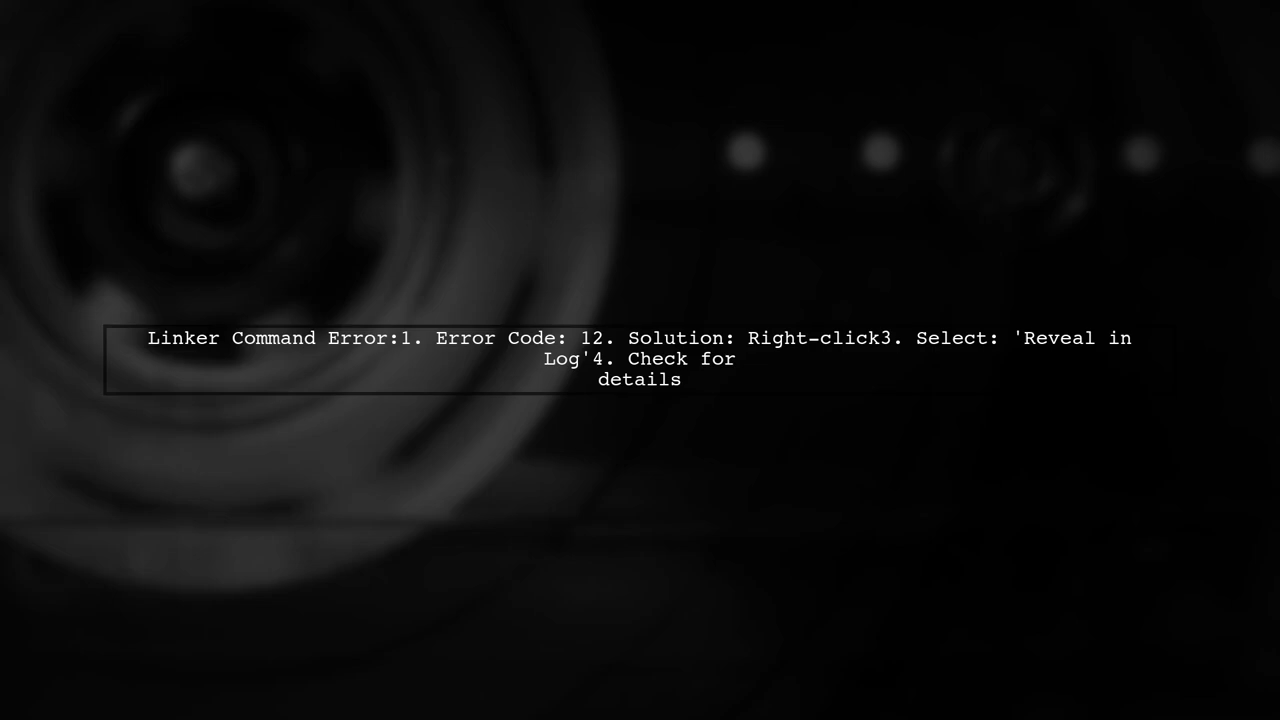 Linker Command Error:1. Error Code: 12. Solution: Right-click3. Select: 'Reveal in
Log'4. Check for
details